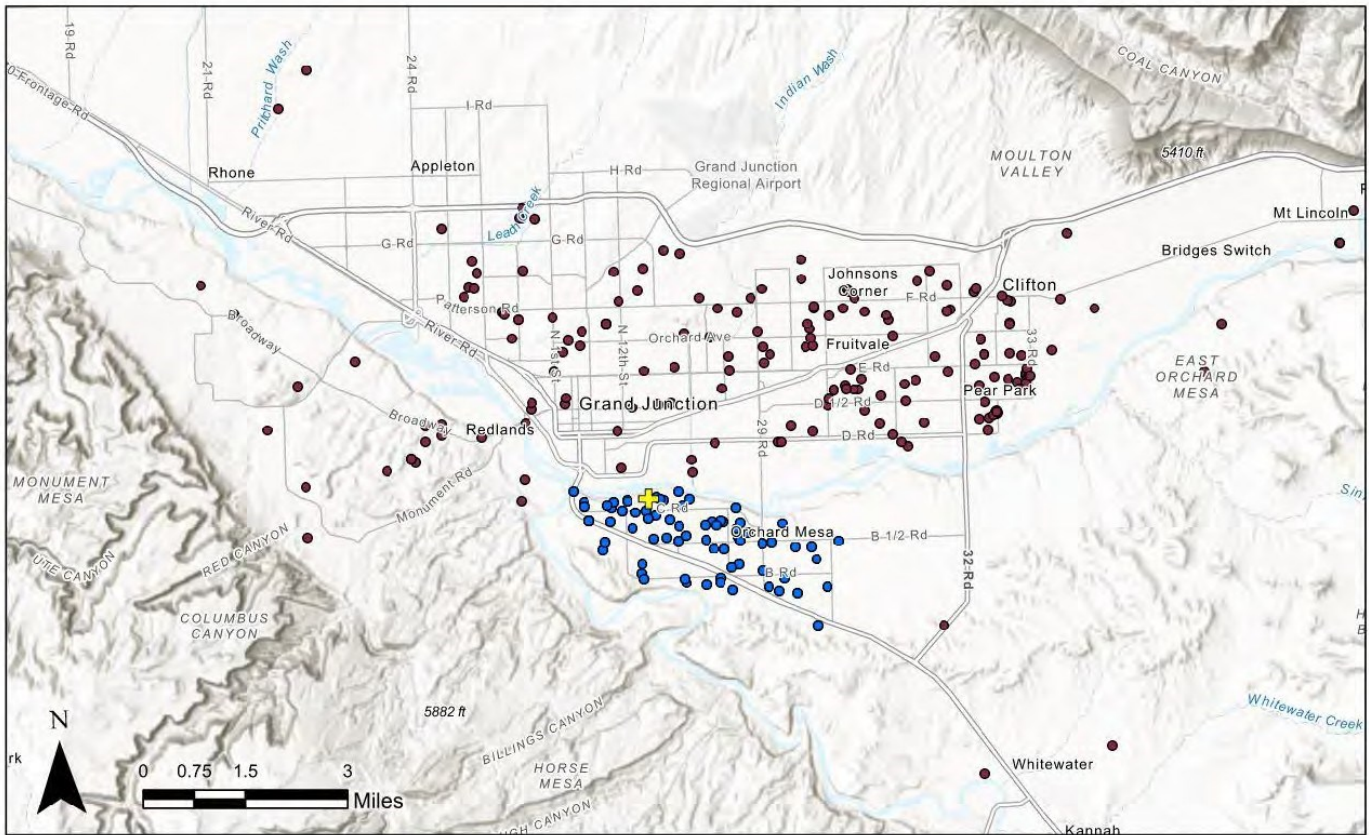 19-Rd
21-Rd
24-Rd
Pritchard Wash
Indian Wash
COAL CANYON
Frontage Rd
I Rd
5410 ft
MOULTON
VALLEY
Rhone
Appleton
H Rd
Grand Junction
Regional Airport
River Rd
Leach Creek
G-Rd
G-Rd
Mt Lincoln
Bridges Switch
Johnsons
Corner
Clifton
Patterson Rd
F Rd
Broadway
River Rd
N-1st-St
N-12th-St
Orchard Ave
Fruitvale
33-Rd
E Rd
EAST
ORCHARD
MESA
Pear Park
Grand Junction
D-1/2-Rd
Broadway
Redlands
29-Rd
D Rd
MONUMENT
MESA
Monument Rd
C Rd
Orchard Mesa
B 1/2-Rd
32-Rd
RED CANYON
UTE CANYON
B Rd
COLUMBUS
CANYON
5882 ft
BILLINGS CANYON
Whitewater Creek
N
HORSE
MESA
Whitewater
0 0.75 1.5 3
Miles
CANYON
Kannah